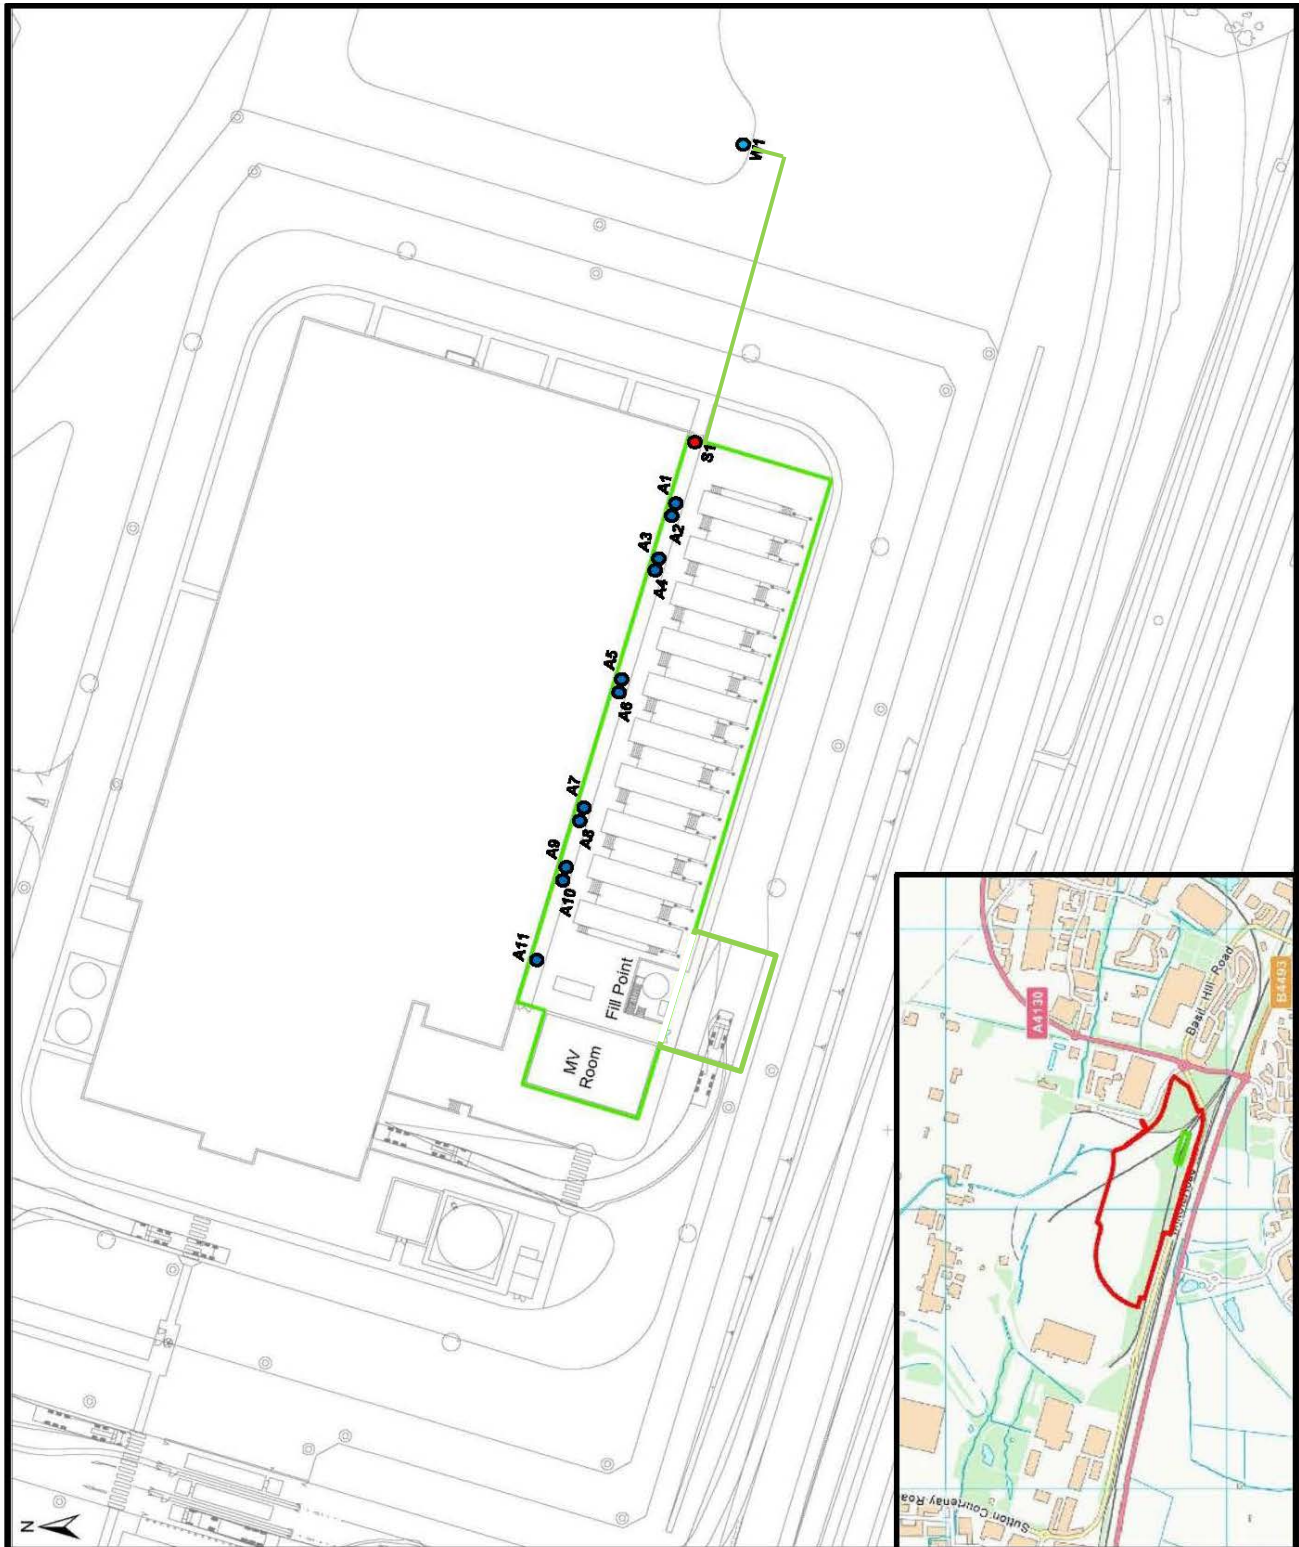 N
W1
S1
A1
A2
A3
A4
A5
A6
A7
A8
A9
A10
A11
Fill Point
MV
Room
A4130
Basil Hill Road
B4493
Sutton Courtenay Road